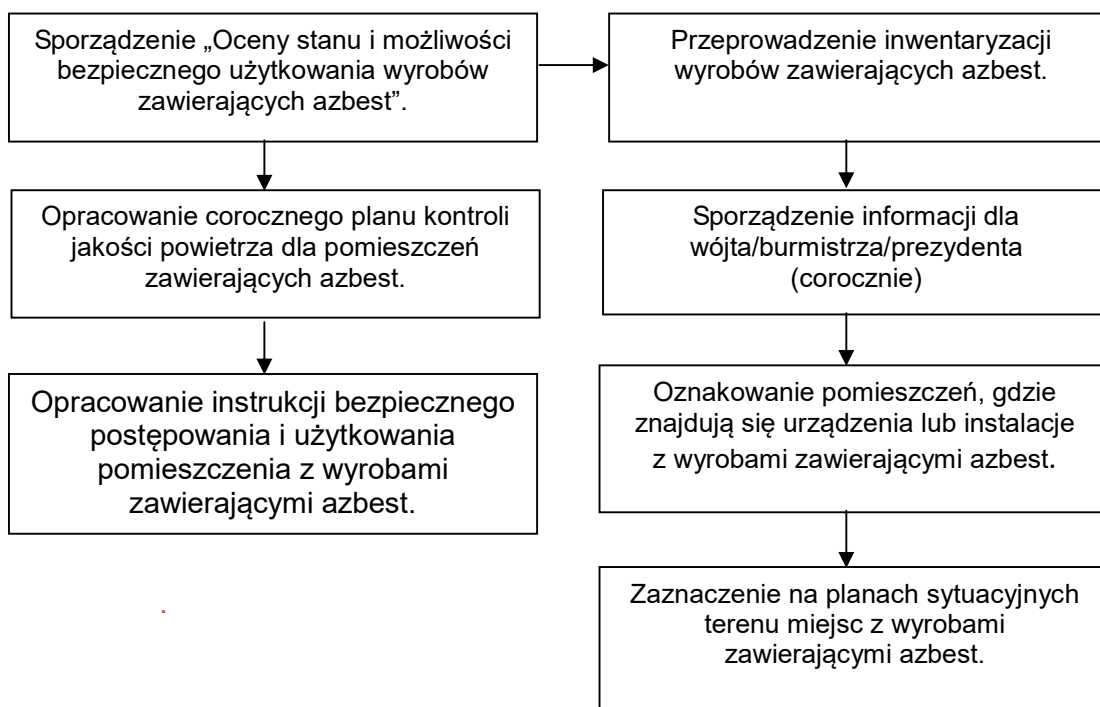 Sporządzenie „Oceny stanu i możliwości
bezpiecznego użytkowania wyrobów
zawierających azbest”.
Przeprowadzenie inwentaryzacji
wyrobów zawierających azbest.
Opracowanie corocznego planu kontroli
jakości powietrza dla pomieszczeń
zawierających azbest.
Sporządzenie informacji dla
wójta/burmistrza/prezydenta
(corocznie)
Opracowanie instrukcji bezpiecznego
postępowania i użytkowania
pomieszczenia z wyrobami
zawierającymi azbest.
Oznakowanie pomieszczeń, gdzie
znajdują się urządzenia lub instalacje
z wyrobami zawierającymi azbest.
Zaznaczenie na planach sytuacyjnych
terenu miejsc z wyrobami
zawierającymi azbest.